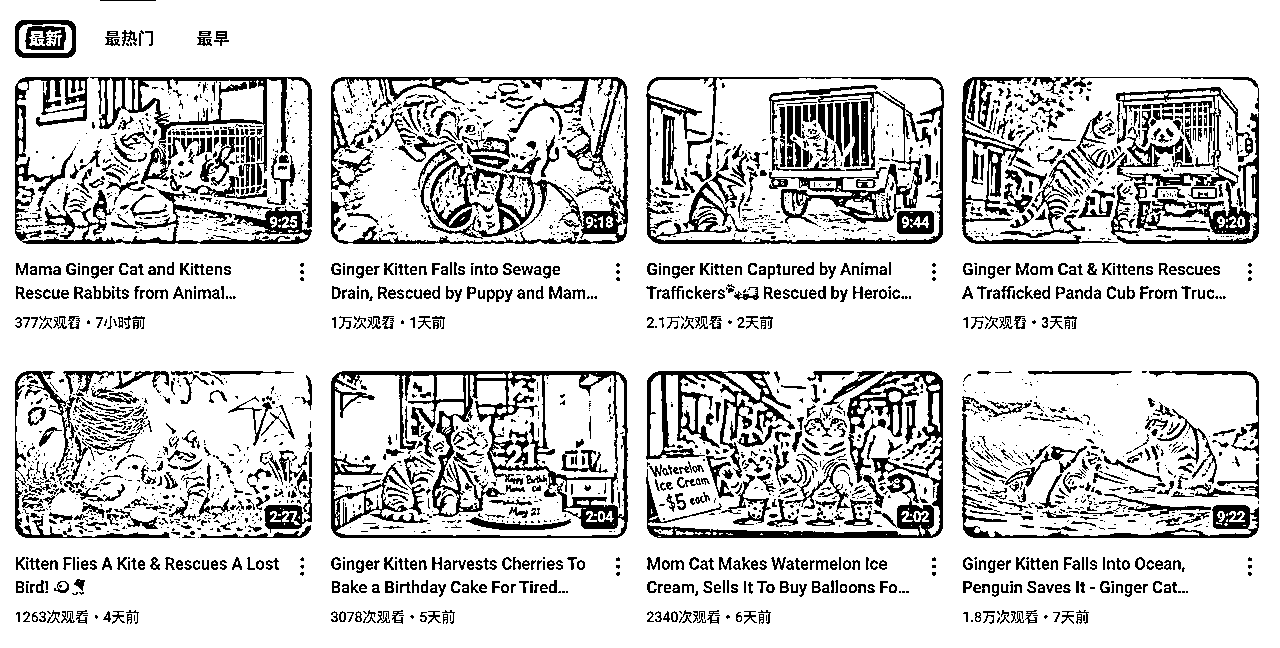 最新 最热门 最早
9:25
9:18
9:44
9:20
Mama Ginger Cat and Kittens
Rescue Rabbits from Animal...
377次观看・7小时前
Ginger Kitten Falls into Sewage
Drain, Rescued by Puppy and Mam...
1万次观看・1天前
Ginger Kitten Captured by Animal
Traffickers🐾🚚 Rescued by Heroic...
2.1万次观看・2天前
Ginger Mom Cat & Kittens Rescues
A Trafficked Panda Cub From Truc...
1万次观看・3天前
2:27
21
Happy Birthday
May 21
2:04
Waterelon
Ice Cream
$5 each
2:02
9:22
Kitten Flies A Kite & Rescues A Lost
Bird!
1263次观看・4天前
Ginger Kitten Harvests Cherries To
Bake a Birthday Cake For Tired...
3078次观看・5天前
Mom Cat Makes Watermelon Ice
Cream, Sells It To Buy Balloons Fo...
2340次观看・6天前
Ginger Kitten Falls Into Ocean,
Penguin Saves It - Ginger Cat...
1.8万次观看・7天前